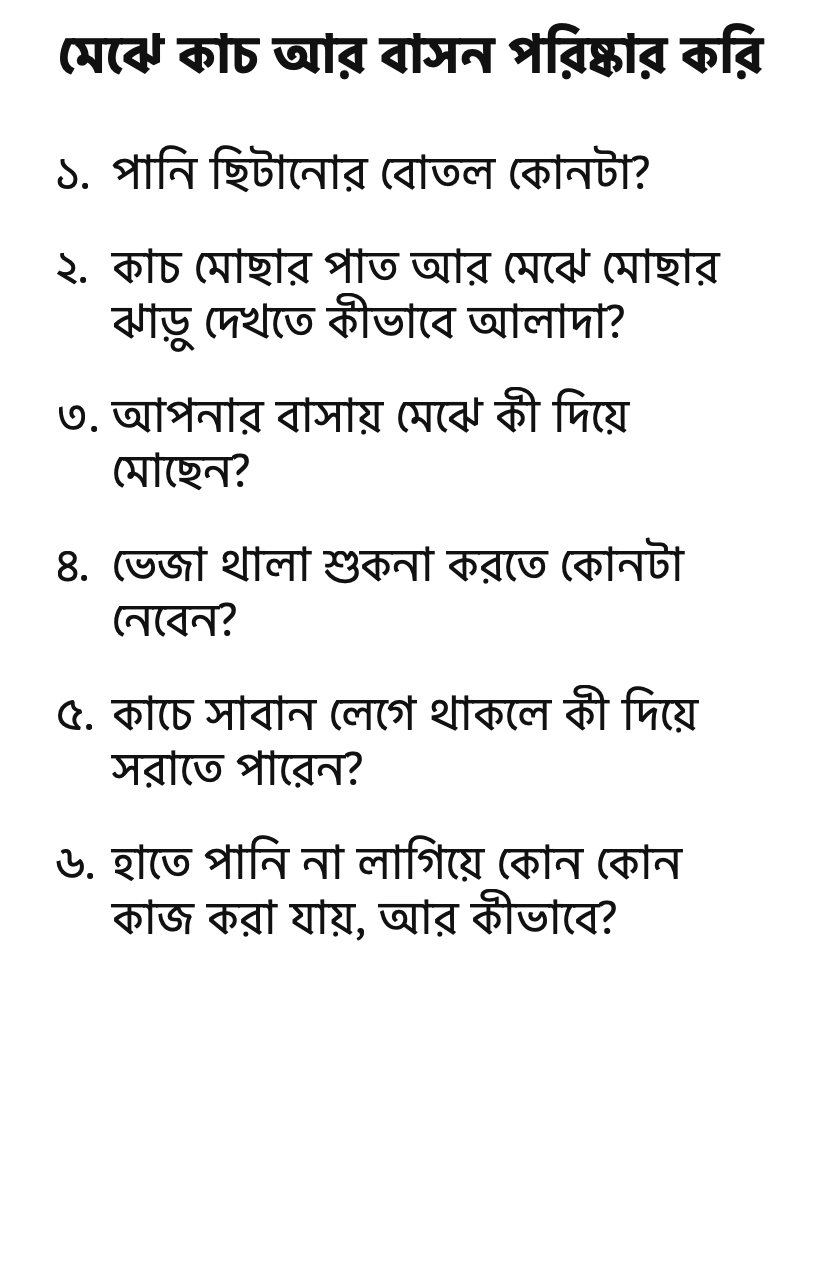 মেঝে কাচ আর বাসন পরিষ্কার করি
১. পানি ছিটানোর বোতল কোনটা?
২. কাচ মোছার পাত আর মেঝে মোছার
ঝাড়ু দেখতে কীভাবে আলাদা?
৩. আপনার বাসায় মেঝে কী দিয়ে
মোছেন?
৪. ভেজা থালা শুকনা করতে কোনটা
নেবেন?
৫. কাচে সাবান লেগে থাকলে কী দিয়ে
সরাতে পারেন?
৬. হাতে পানি না লাগিয়ে কোন কোন
কাজ করা যায়, আর কীভাবে?